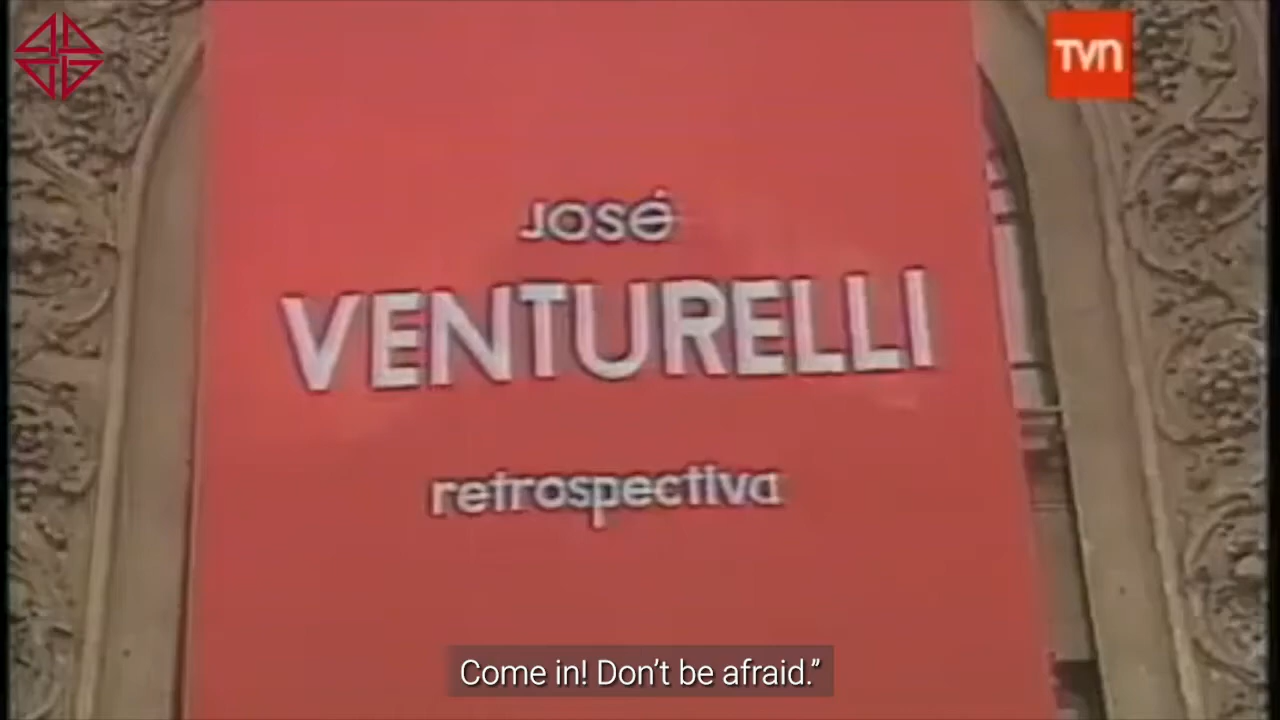 TVN
José
VENTURELLI
retrospectiva
Come in! Don’t be afraid.”